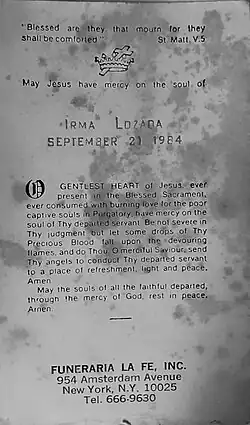 "Blessed are they that mourn for they
shall be comforted"    St. Matt. V.5
May Jesus have mercy on the soul of
IRMA LOZADA
SEPTEMBER 21 1984
O GENTLEST HEART of Jesus, ever
present in the Blessed Sacrament,
ever consumed with burning love for the poor
captive souls in Purgatory, have mercy on the
soul of Thy departed servant. Be not severe in
Thy judgment but let some drops of Thy
Precious Blood fall upon the devouring
flames, and do Thou, O merciful Saviour, send
Thy angels to conduct Thy departed servant
to a place of refreshment, light and peace.
Amen.
May the souls of all the faithful departed,
through the mercy of God, rest in peace.
Amen.
FUNERARIA LA FE, INC.
954 Amsterdam Avenue
New York, N.Y. 10025
Tel. 666-9630